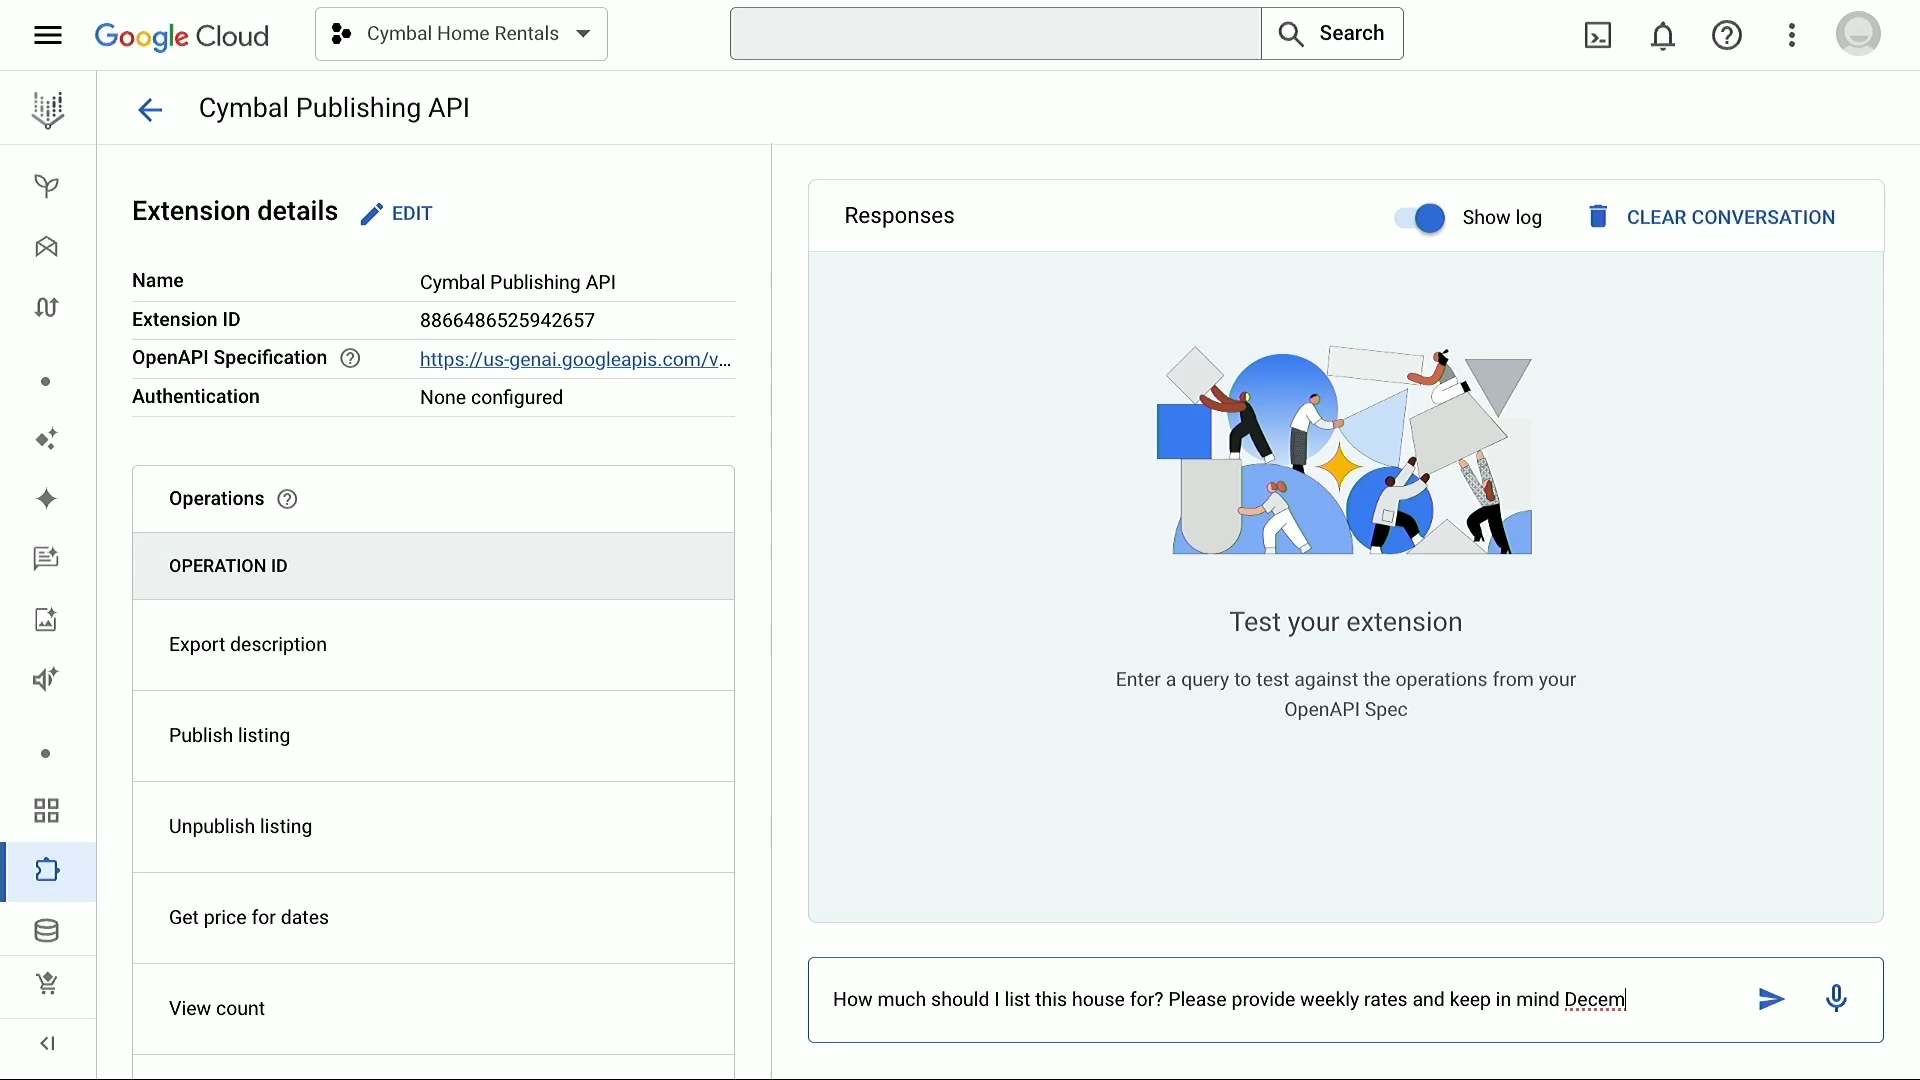 Google Cloud
Cymbal Home Rentals
Search
Cymbal Publishing API
Extension details
EDIT
Name
Cymbal Publishing API
Extension ID
8866486525942657
OpenAPI Specification
https://us-genai.googleapis.com/v...
Authentication
None configured
Operations
OPERATION ID
Export description
Publish listing
Unpublish listing
Get price for dates
View count
Responses
Show log
CLEAR CONVERSATION
Test your extension
Enter a query to test against the operations from your
OpenAPI Spec
How much should I list this house for? Please provide weekly rates and keep in mind Decem